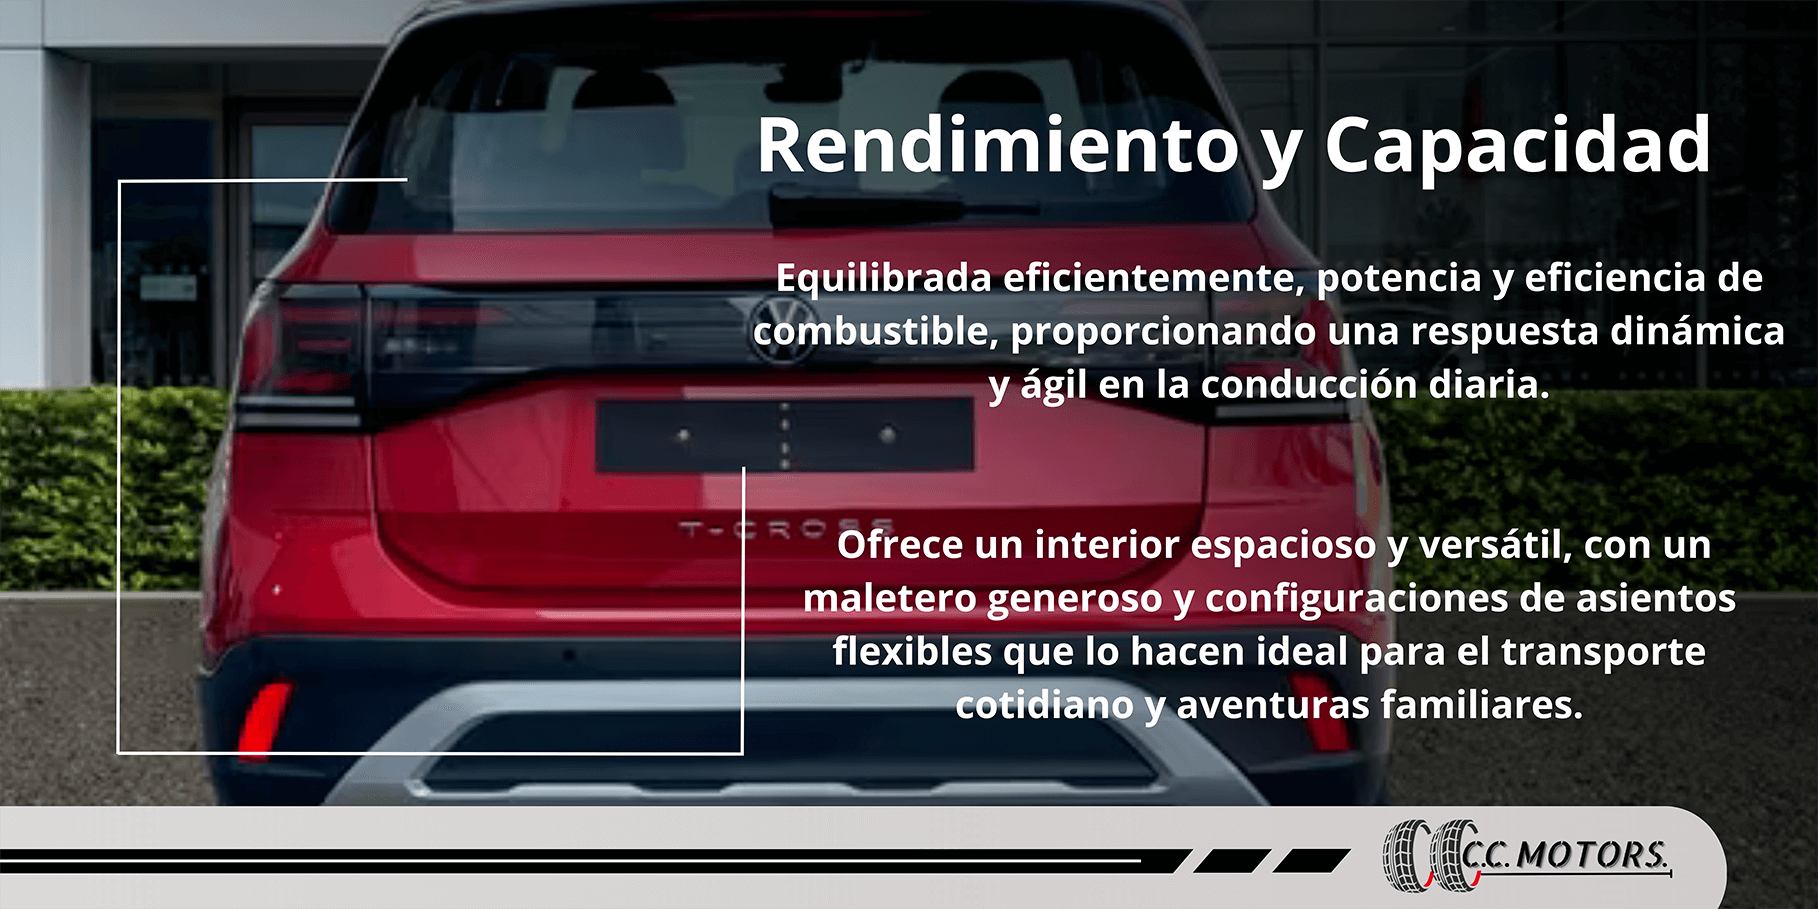 Rendimiento y Capacidad
Equilibrada eficientemente, potencia y eficiencia de
combustible, proporcionando una respuesta dinámica
y ágil en la conducción diaria.
T-CROSS
Ofrece un interior espacioso y versátil, con un
maletero generoso y configuraciones de asientos
flexibles que lo hacen ideal para el transporte
cotidiano y aventuras familiares.
C.C. MOTORS.